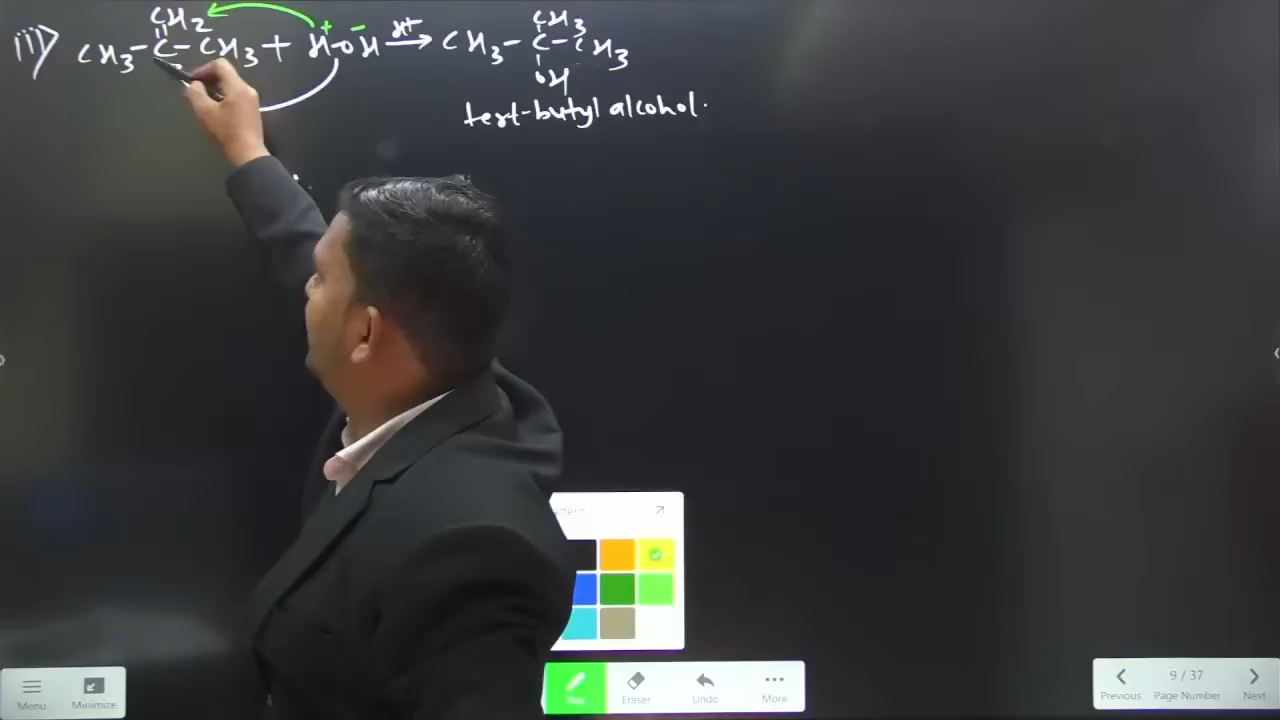 CH2
iii) CH3-C-CH3 + H-OH H+→ CH3-C-CH3
+ -
CH3
OH
tert-butyl alcohol.
Menu
Minimize
Pen
Eraser
Undo
More
9 / 37
Previous
Page Number
Next